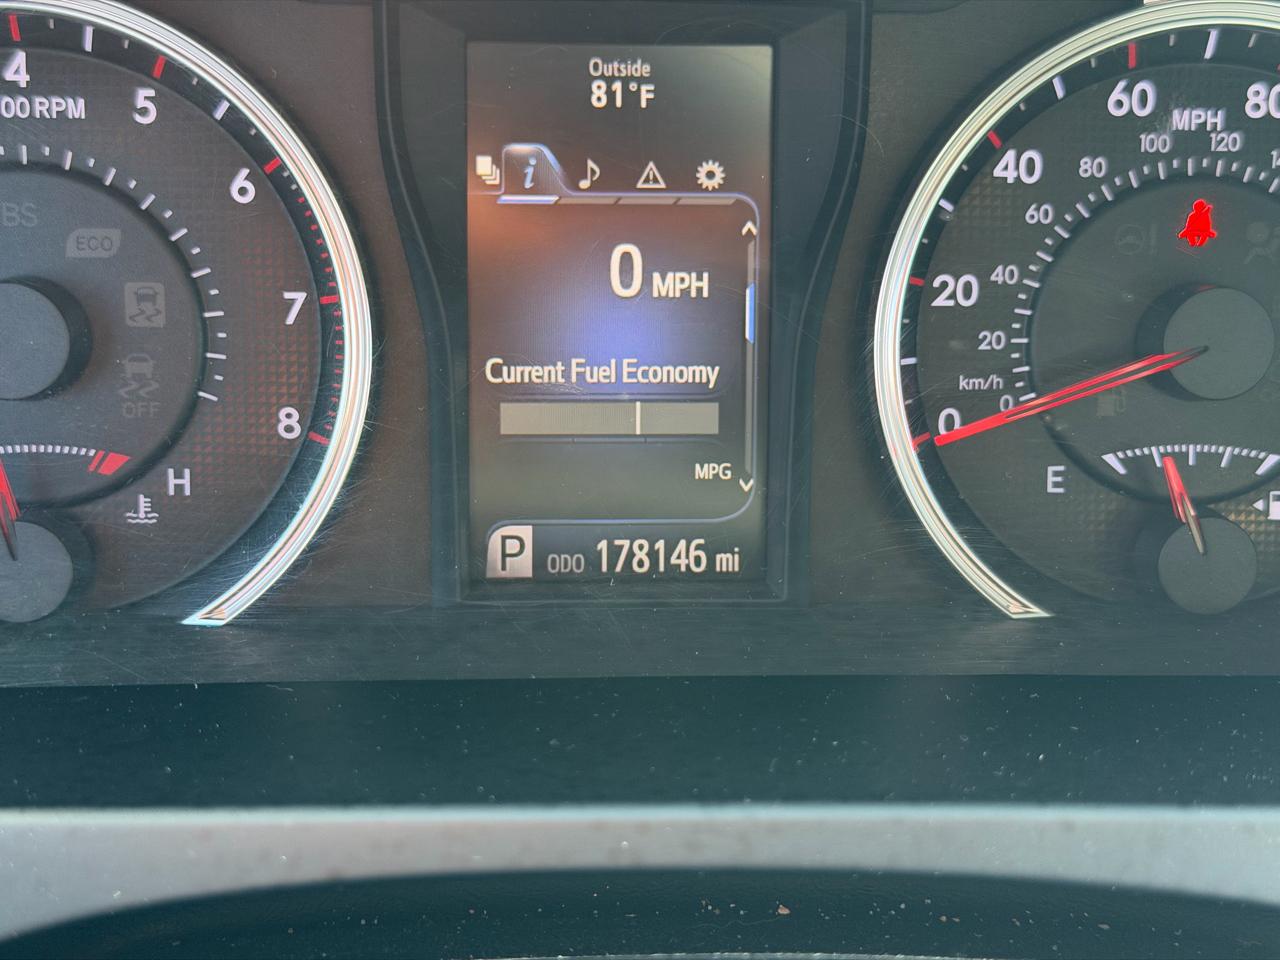 4
00 RPM
5
6
7
8
BS
ECO
OFF
H
Outside
81°F
i
0 MPH
Current Fuel Economy
MPG
P ODO 178146 mi
60
80
MPH
100
120
40
80
60
20
40
20
km/h
0
0
E